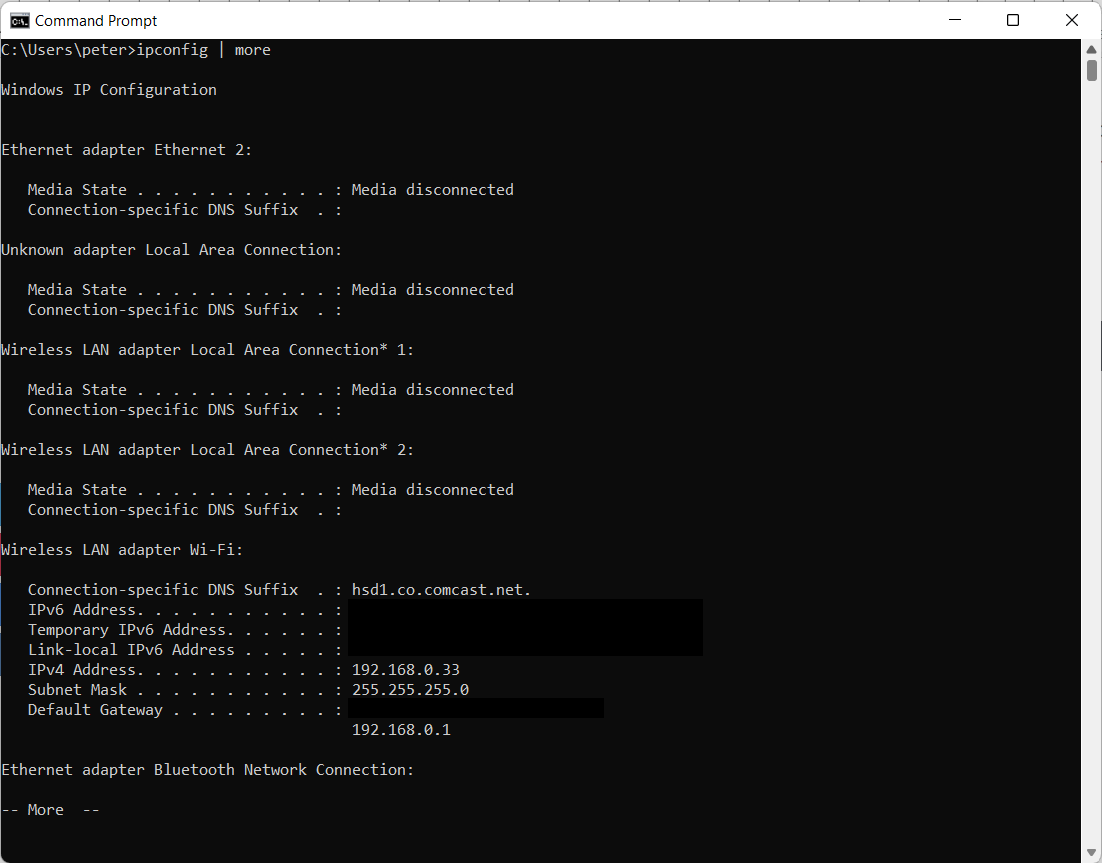 Command Prompt
C:\Users\peter>ipconfig | more
Windows IP Configuration
Ethernet adapter Ethernet 2:
   Media State . . . . . . . . . . . : Media disconnected
   Connection-specific DNS Suffix  . :
Unknown adapter Local Area Connection:
   Media State . . . . . . . . . . . : Media disconnected
   Connection-specific DNS Suffix  . :
Wireless LAN adapter Local Area Connection* 1:
   Media State . . . . . . . . . . . : Media disconnected
   Connection-specific DNS Suffix  . :
Wireless LAN adapter Local Area Connection* 2:
   Media State . . . . . . . . . . . : Media disconnected
   Connection-specific DNS Suffix  . :
Wireless LAN adapter Wi-Fi:
   Connection-specific DNS Suffix  . : hsd1.co.comcast.net.
   IPv6 Address. . . . . . . . . . . :
   Temporary IPv6 Address. . . . . . :
   Link-local IPv6 Address . . . . . :
   IPv4 Address. . . . . . . . . . . : 192.168.0.33
   Subnet Mask . . . . . . . . . . . : 255.255.255.0
   Default Gateway . . . . . . . . . :
                                       192.168.0.1
Ethernet adapter Bluetooth Network Connection:
-- More  --